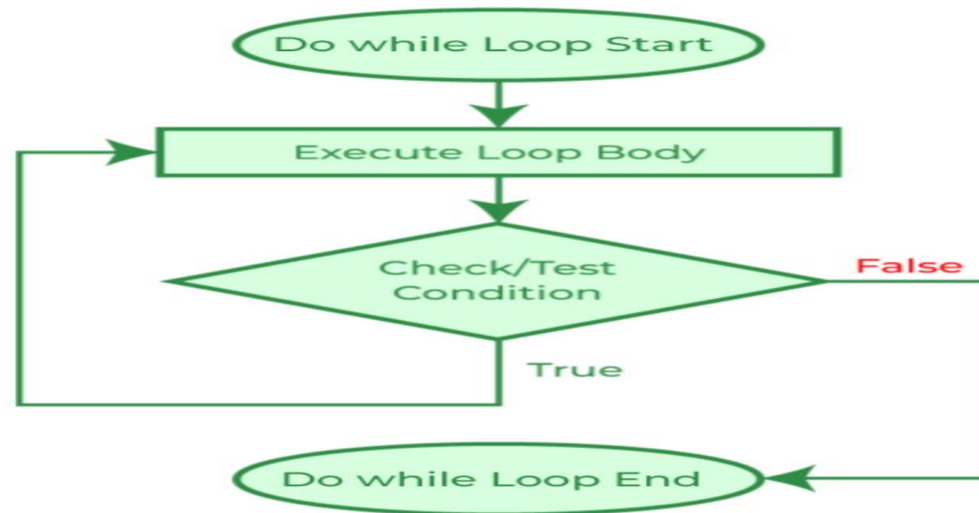 Do while Loop Start
Execute Loop Body
Check/Test
Condition
False
True
Do while Loop End